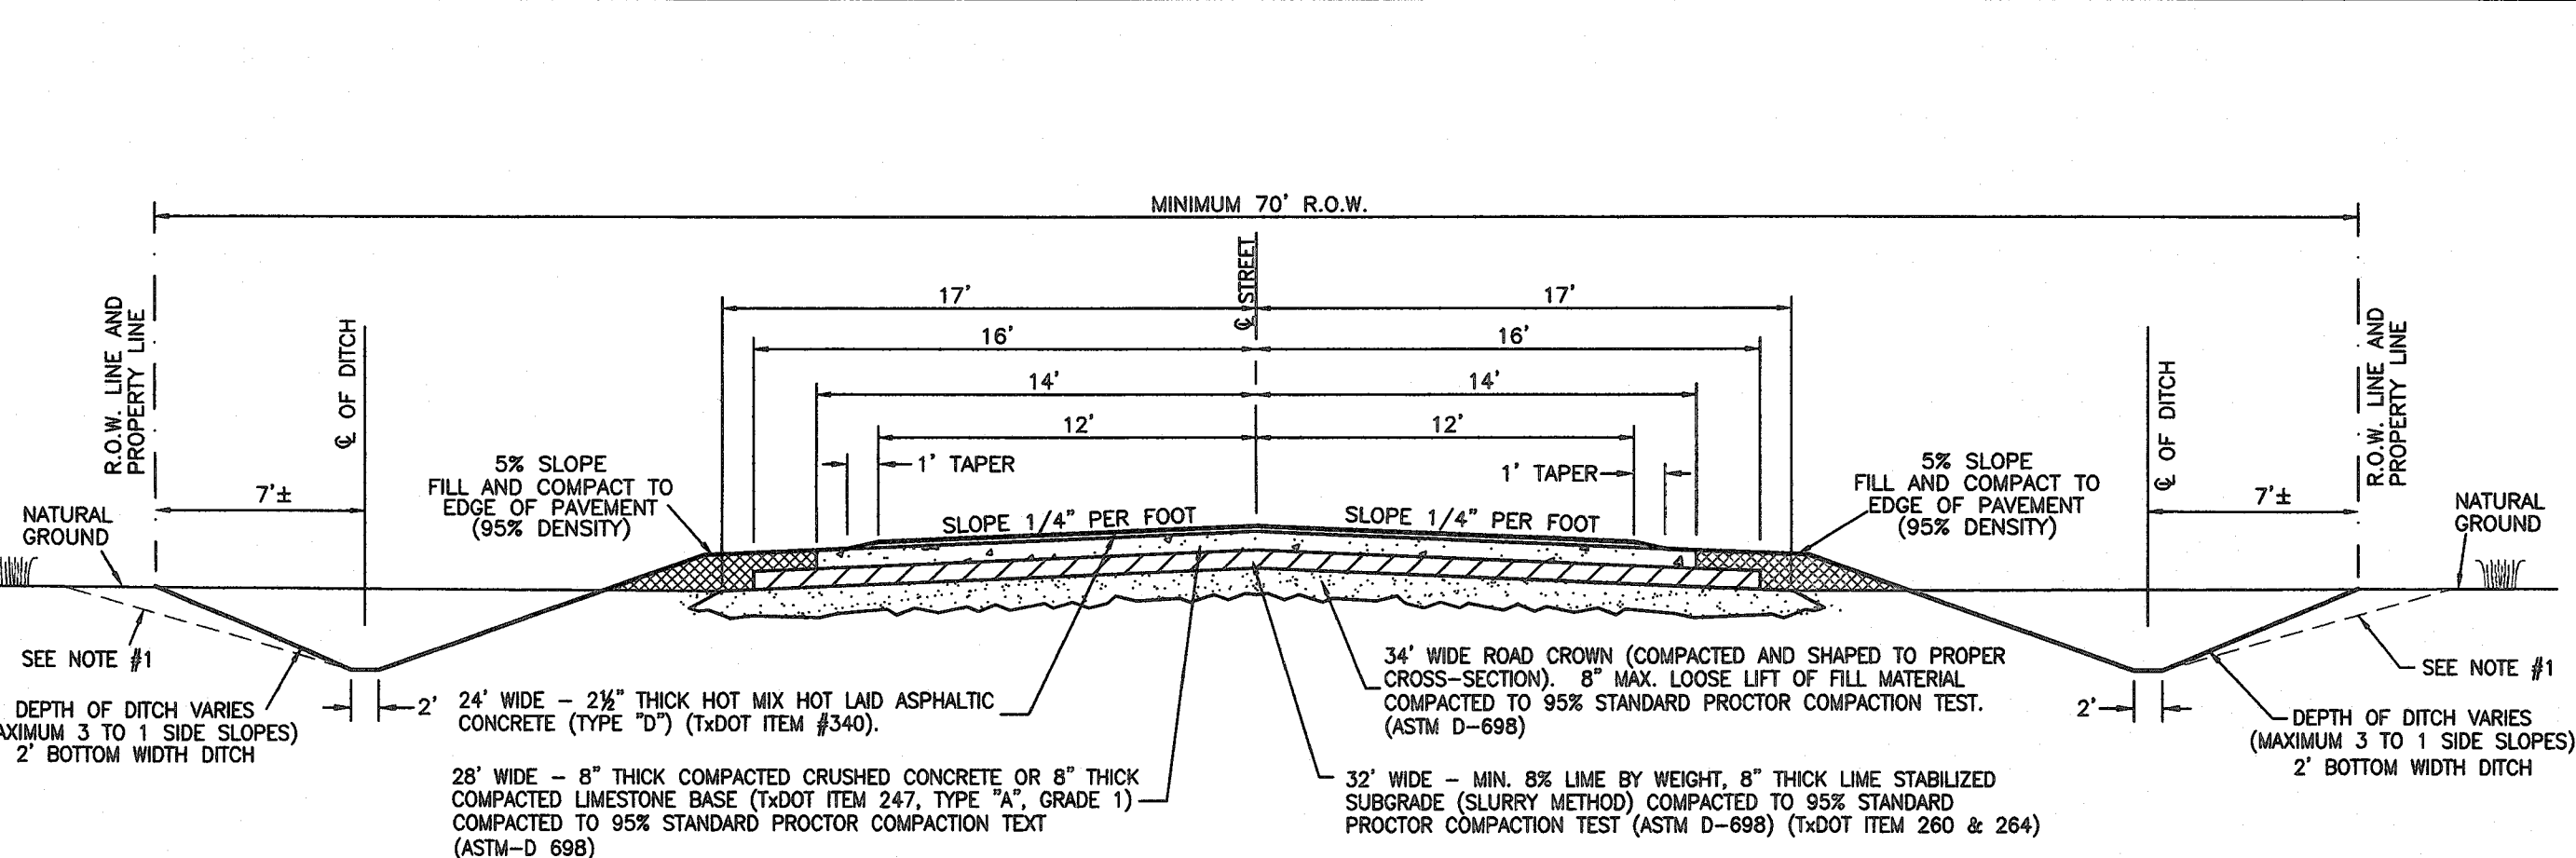 MINIMUM 70' R.O.W.
℄ STREET
17'
17'
16'
16'
14'
14'
12'
12'
1' TAPER
1' TAPER
R.O.W. LINE AND
PROPERTY LINE
℄ OF DITCH
7'±
NATURAL
GROUND
5% SLOPE
FILL AND COMPACT TO
EDGE OF PAVEMENT
(95% DENSITY)
SLOPE 1/4" PER FOOT
SLOPE 1/4" PER FOOT
5% SLOPE
FILL AND COMPACT TO
EDGE OF PAVEMENT
(95% DENSITY)
℄ OF DITCH
7'±
R.O.W. LINE AND
PROPERTY LINE
NATURAL
GROUND
SEE NOTE #1
DEPTH OF DITCH VARIES
AXIMUM 3 TO 1 SIDE SLOPES)
2' BOTTOM WIDTH DITCH
2'
24' WIDE – 2½" THICK HOT MIX HOT LAID ASPHALTIC
CONCRETE (TYPE "D") (TxDOT ITEM #340).
28' WIDE – 8" THICK COMPACTED CRUSHED CONCRETE OR 8" THICK
COMPACTED LIMESTONE BASE (TxDOT ITEM 247, TYPE "A", GRADE 1)
COMPACTED TO 95% STANDARD PROCTOR COMPACTION TEXT
(ASTM–D 698)
34' WIDE ROAD CROWN (COMPACTED AND SHAPED TO PROPER
CROSS–SECTION). 8" MAX. LOOSE LIFT OF FILL MATERIAL
COMPACTED TO 95% STANDARD PROCTOR COMPACTION TEST.
(ASTM D–698)
32' WIDE – MIN. 8% LIME BY WEIGHT, 8" THICK LIME STABILIZED
SUBGRADE (SLURRY METHOD) COMPACTED TO 95% STANDARD
PROCTOR COMPACTION TEST (ASTM D–698) (TxDOT ITEM 260 & 264)
2'
SEE NOTE #1
DEPTH OF DITCH VARIES
(MAXIMUM 3 TO 1 SIDE SLOPES)
2' BOTTOM WIDTH DITCH